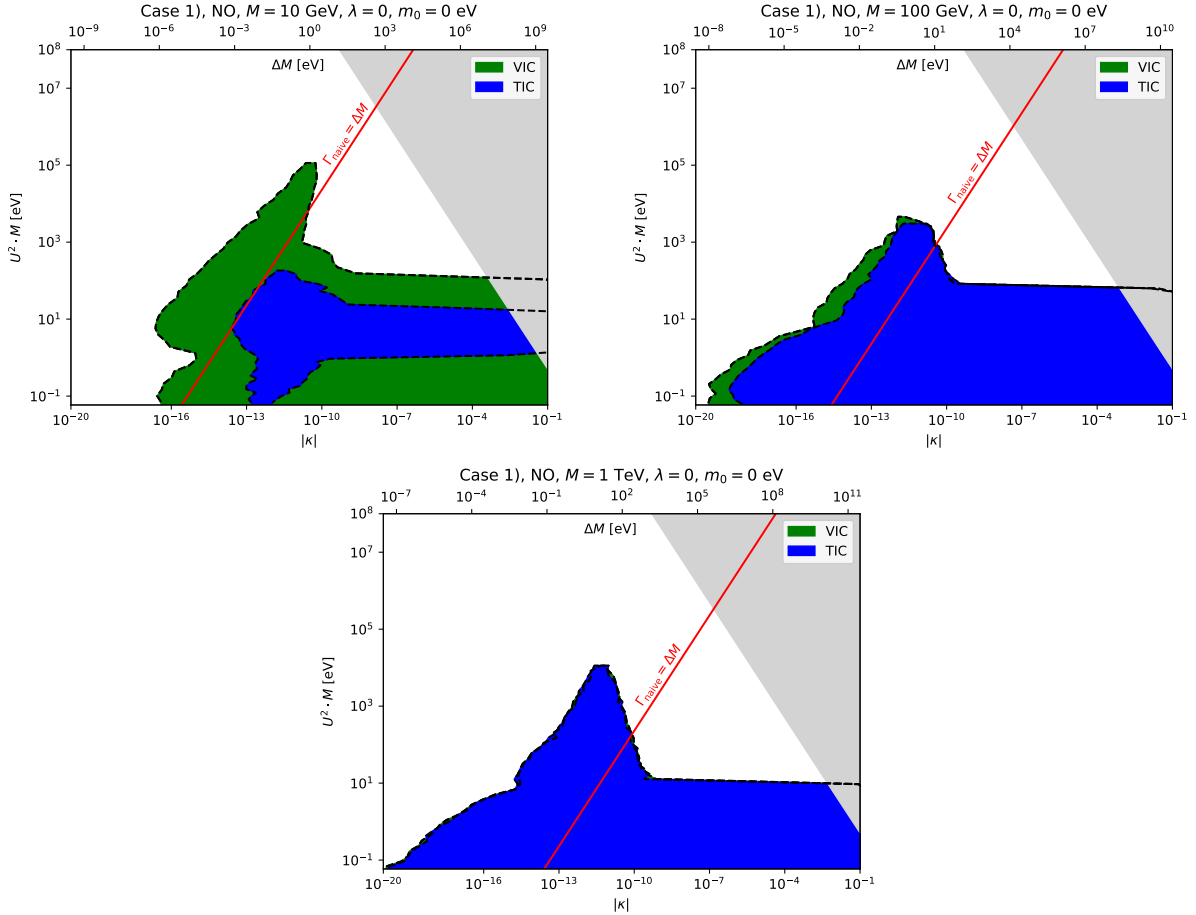 Case 1), NO, M = 10 GeV, λ = 0, m₀ = 0 eV
10⁻⁹ 10⁻⁶ 10⁻³ 10⁰ 10³ 10⁶ 10⁹
ΔM [eV]
VIC
TIC
Γnaive = ΔM
U² · M [eV]
10⁸
10⁷
10⁵
10³
10¹
10⁻¹
10⁻²⁰ 10⁻¹⁶ 10⁻¹³ 10⁻¹⁰ 10⁻⁷ 10⁻⁴ 10⁻¹
|κ|
Case 1), NO, M = 100 GeV, λ = 0, m₀ = 0 eV
10⁻⁸ 10⁻⁵ 10⁻² 10¹ 10⁴ 10⁷ 10¹⁰
ΔM [eV]
VIC
TIC
Γnaive = ΔM
U² · M [eV]
10⁸
10⁷
10⁵
10³
10¹
10⁻¹
10⁻²⁰ 10⁻¹⁶ 10⁻¹³ 10⁻¹⁰ 10⁻⁷ 10⁻⁴ 10⁻¹
|κ|
Case 1), NO, M = 1 TeV, λ = 0, m₀ = 0 eV
10⁻⁷ 10⁻⁴ 10⁻¹ 10² 10⁵ 10⁸ 10¹¹
ΔM [eV]
VIC
TIC
Γnaive = ΔM
U² · M [eV]
10⁸
10⁷
10⁵
10³
10¹
10⁻¹
10⁻²⁰ 10⁻¹⁶ 10⁻¹³ 10⁻¹⁰ 10⁻⁷ 10⁻⁴ 10⁻¹
|κ|